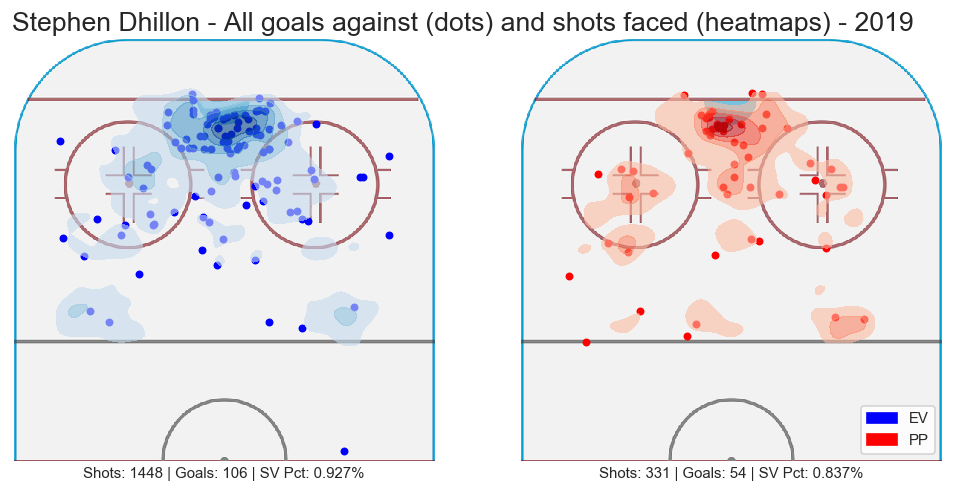 Stephen Dhillon - All goals against (dots) and shots faced (heatmaps) - 2019
EV
PP
Shots: 1448 | Goals: 106 | SV Pct: 0.927%
Shots: 331 | Goals: 54 | SV Pct: 0.837%